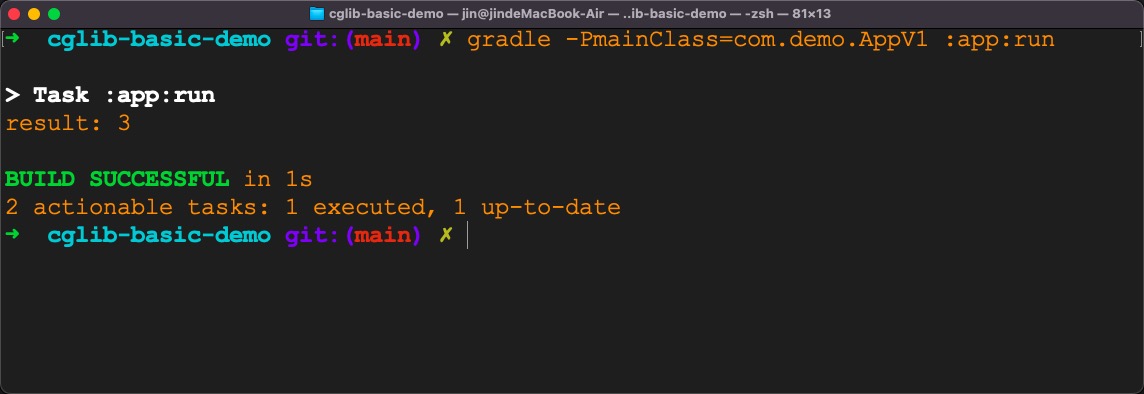 cglib-basic-demo — jin@jindeMacBook-Air — ..ib-basic-demo — -zsh — 81×13
➜  cglib-basic-demo git:(main) ✗ gradle -PmainClass=com.demo.AppV1 :app:run
> Task :app:run
result: 3
BUILD SUCCESSFUL in 1s
2 actionable tasks: 1 executed, 1 up-to-date
➜  cglib-basic-demo git:(main) ✗